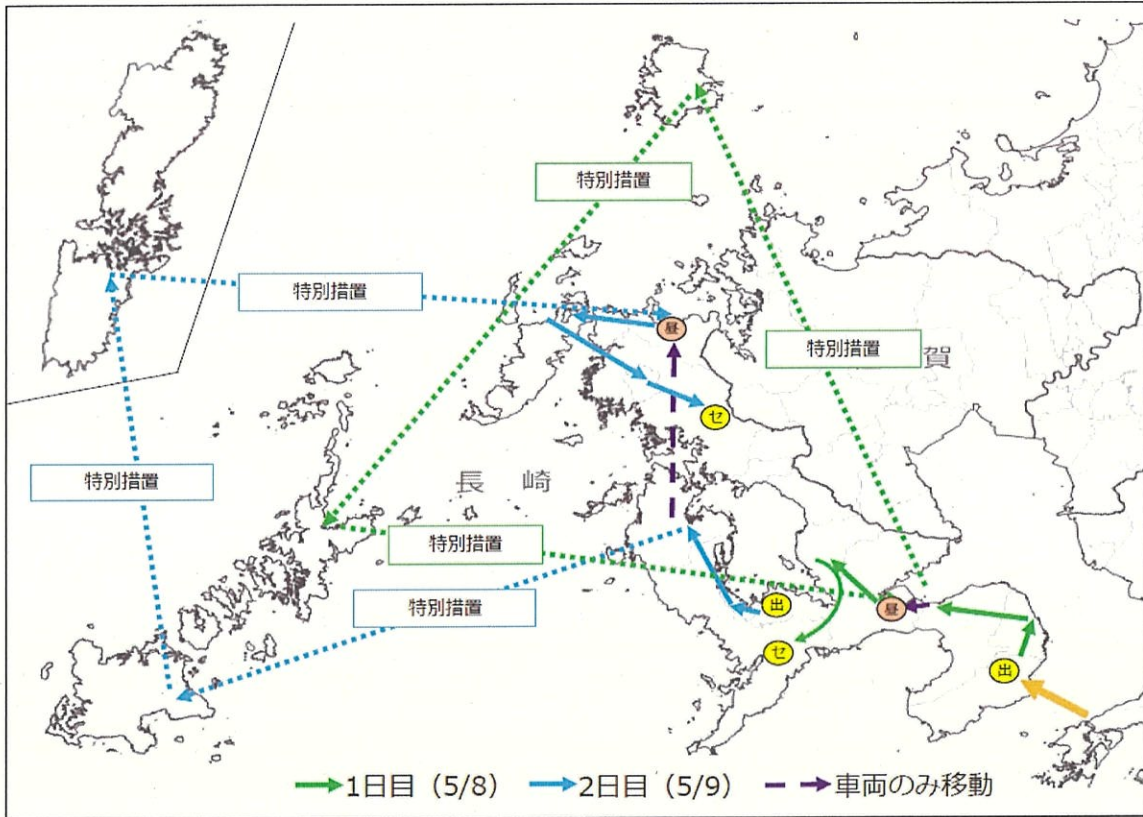 特別措置
特別措置
昼
特別措置
賀
セ
特別措置
長 崎
特別措置
特別措置
出
昼
セ
出
1日目（5/8） 2日目（5/9） 車両のみ移動